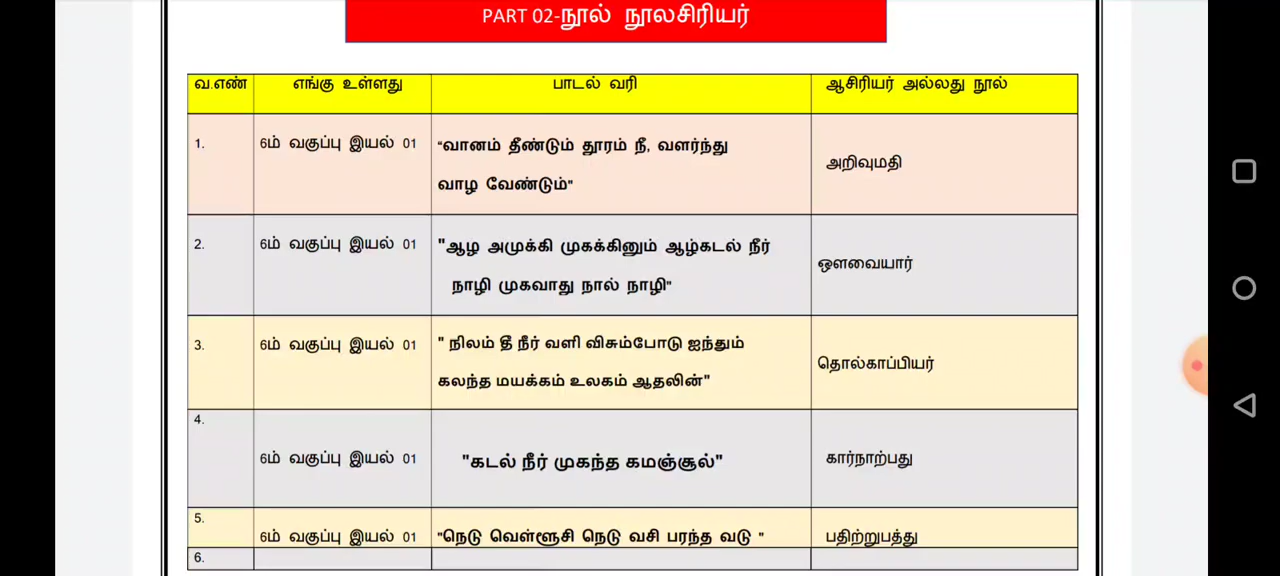 PART 02-நூல் நூலசிரியர்
வ.எண் எங்கு உள்ளது பாடல் வரி ஆசிரியர் அல்லது நூல்
1. 6ம் வகுப்பு இயல் 01 "வானம் தீண்டும் தூரம் நீ, வளர்ந்து
வாழ வேண்டும்" அறிவுமதி
2. 6ம் வகுப்பு இயல் 01 "ஆழ அமுக்கி முகக்கினும் ஆழ்கடல் நீர்
நாழி முகவாது நால் நாழி" ஒளவையார்
3. 6ம் வகுப்பு இயல் 01 " நிலம் தீ நீர் வளி விசும்போடு ஐந்தும்
கலந்த மயக்கம் உலகம் ஆதலின்" தொல்காப்பியர்
4. 6ம் வகுப்பு இயல் 01 "கடல் நீர் முகந்த கமஞ்சூல்" கார்நாற்பது
5. 6ம் வகுப்பு இயல் 01 "நெடு வெள்ளூசி நெடு வசி பரந்த வடு " பதிற்றுபத்து
6.